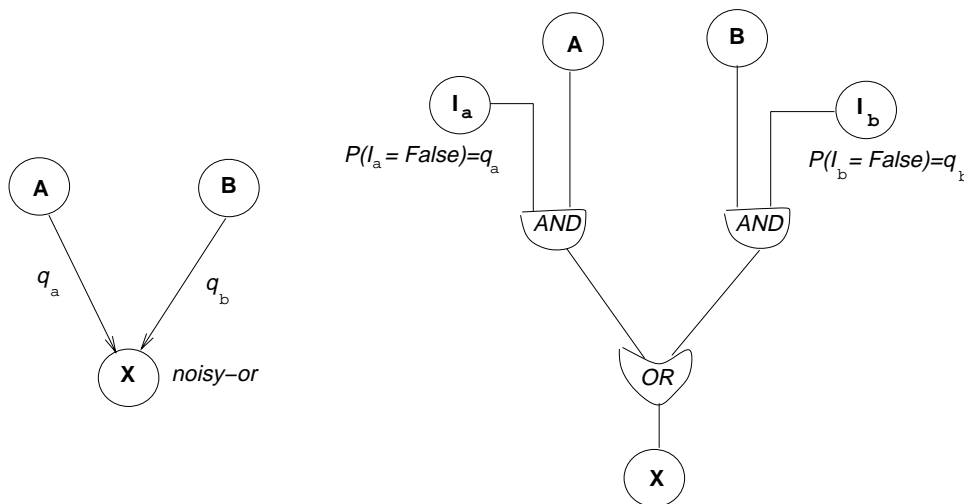 A
B
q_a
q_b
X
noisy-or
A
B
I_a
I_b
P(I_a = False)=q_a
P(I_b = False)=q_b
AND
AND
OR
X